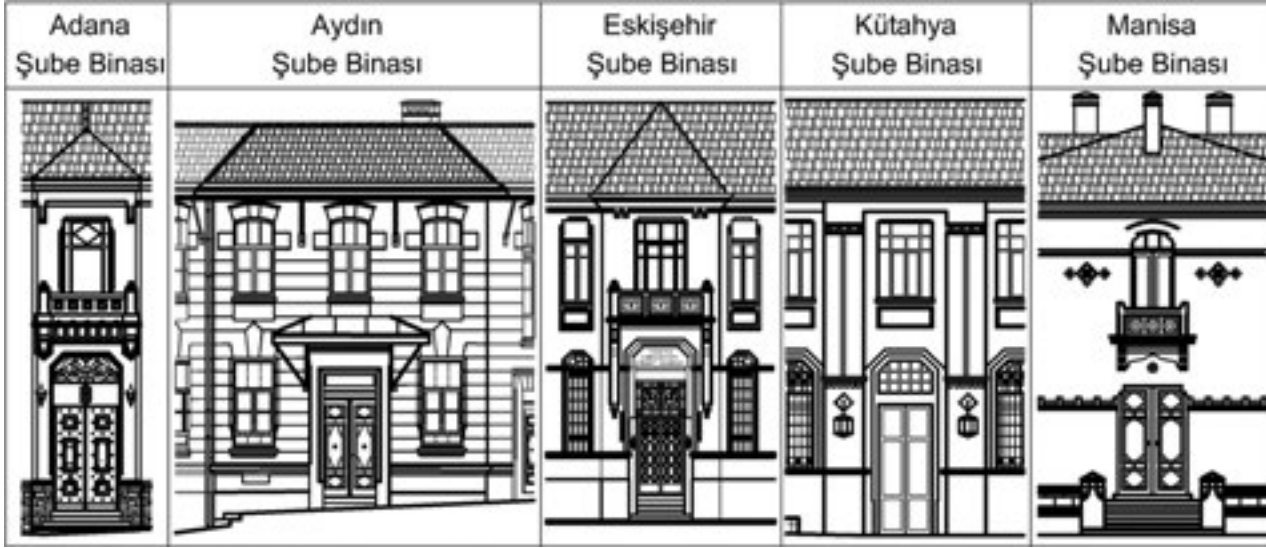 Adana
Şube Binası
Aydın
Şube Binası
Eskişehir
Şube Binası
Kütahya
Şube Binası
Manisa
Şube Binası